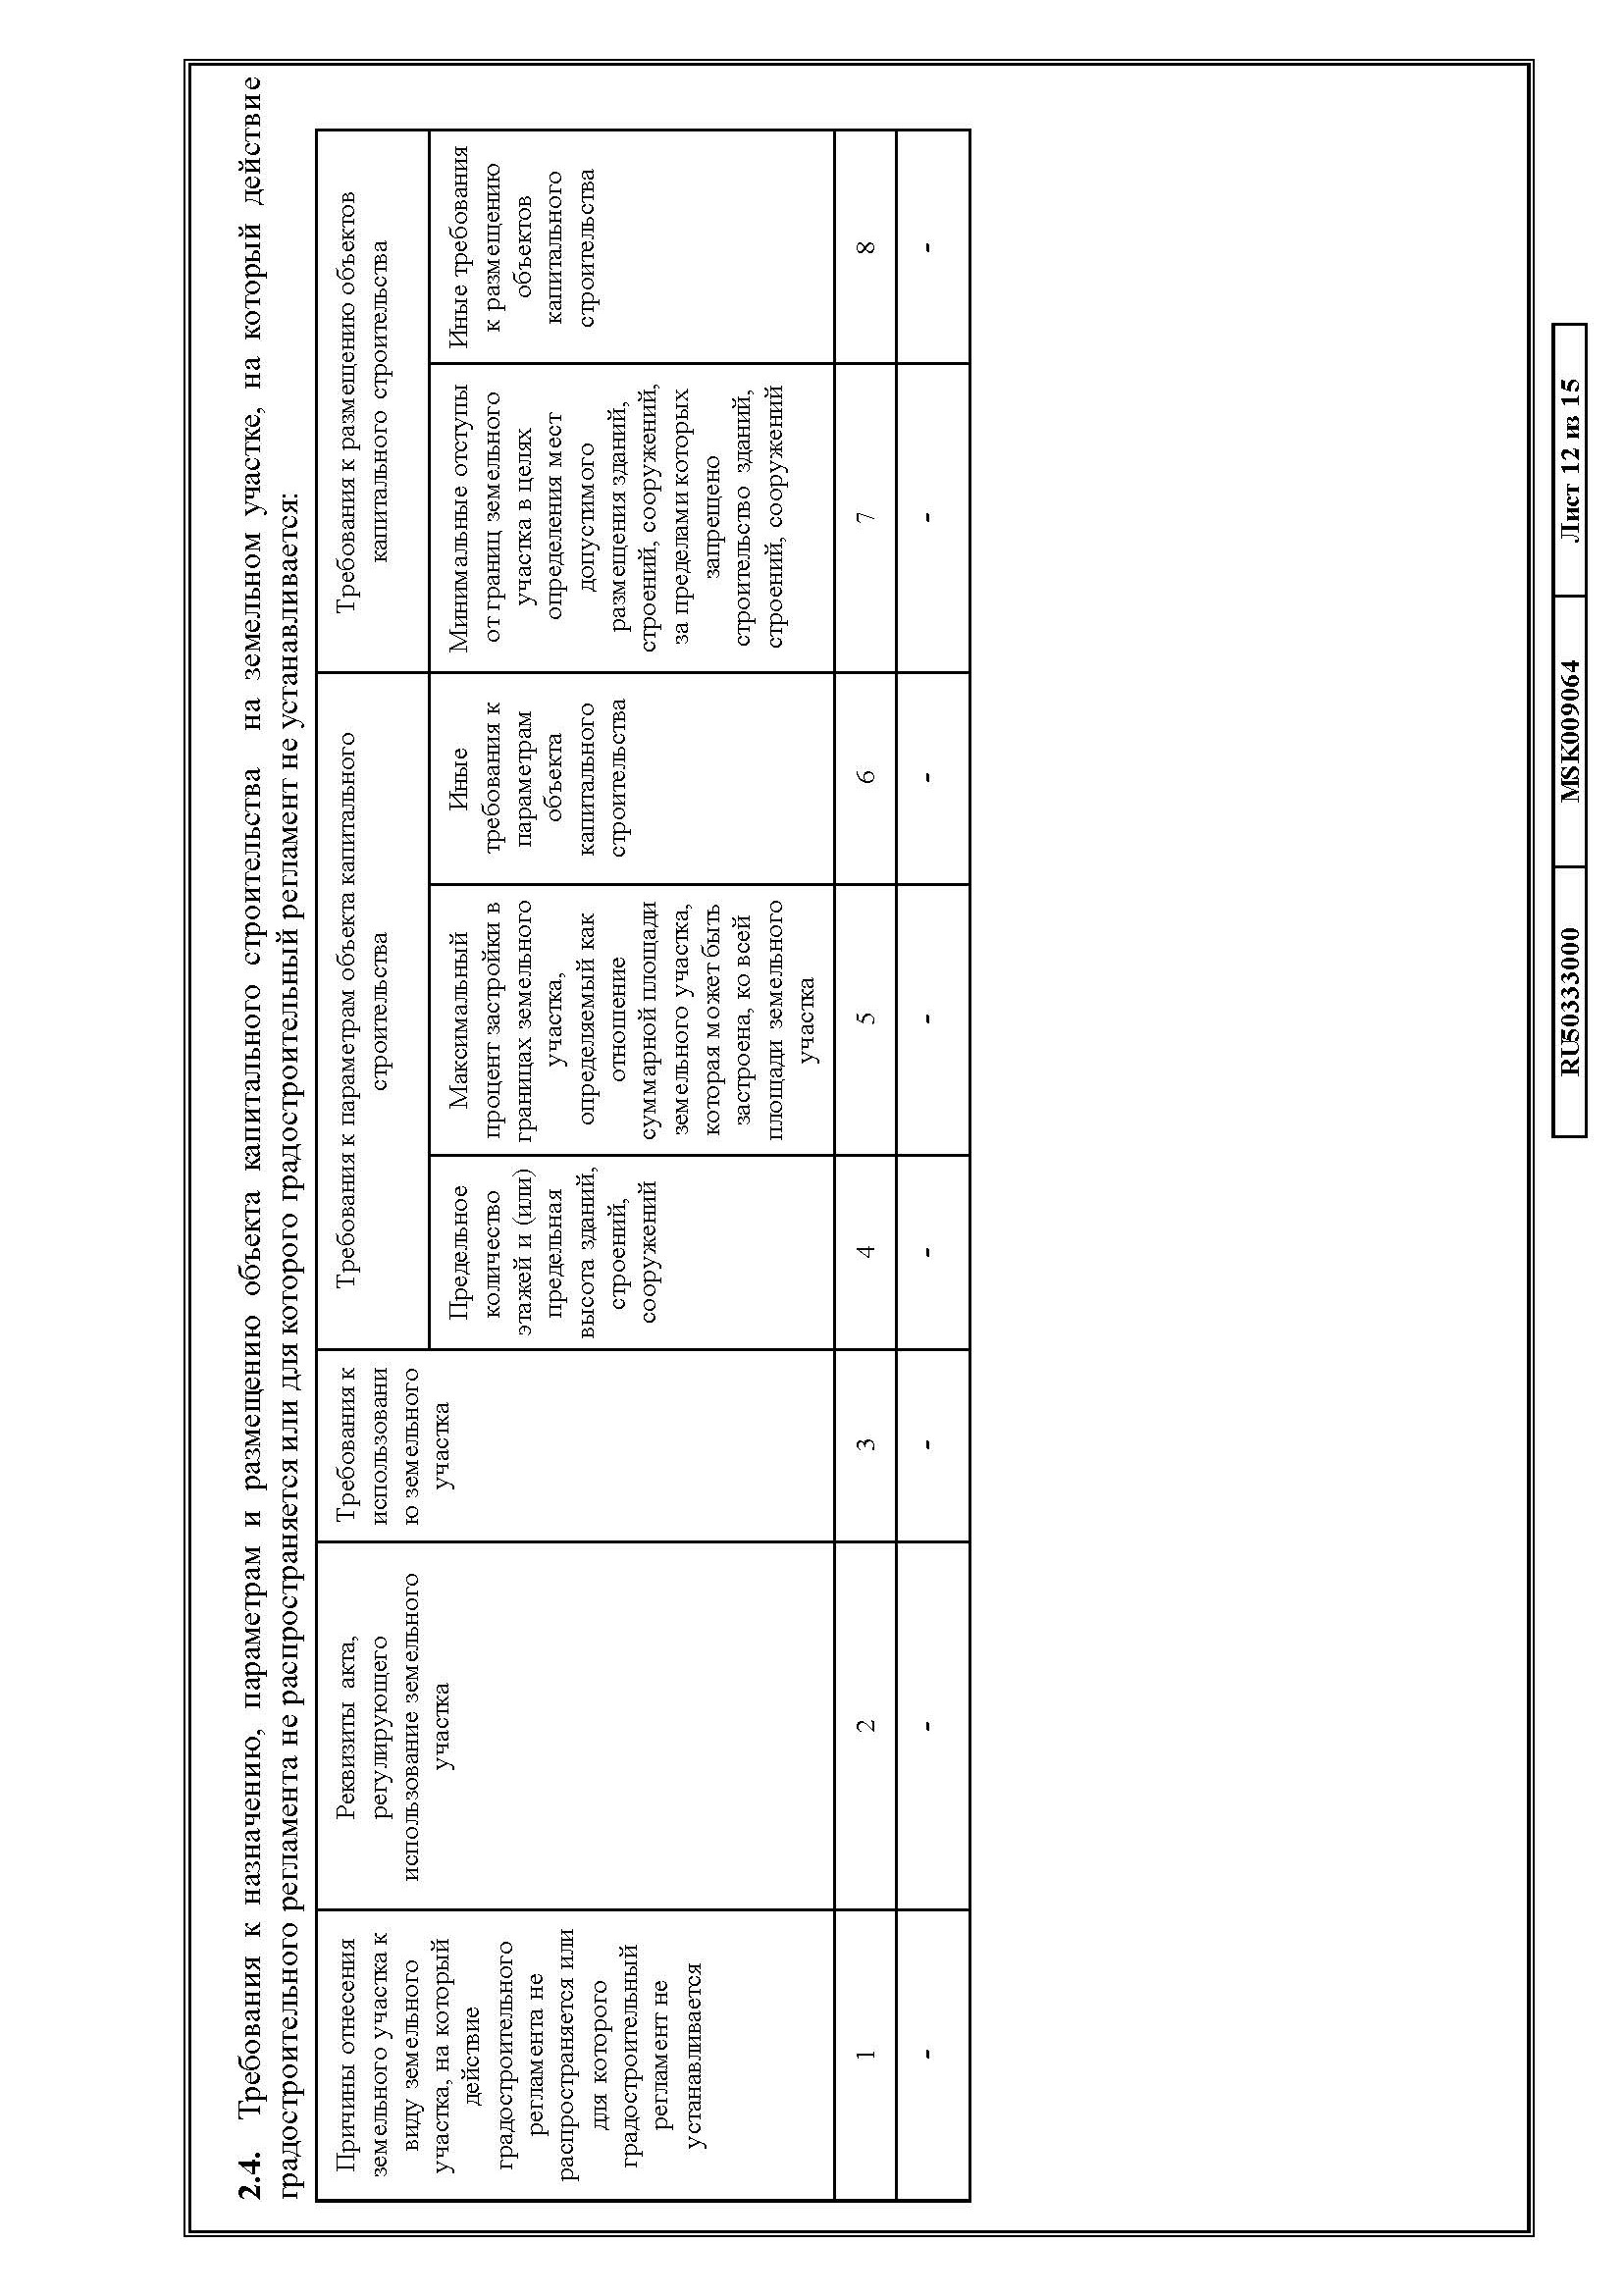 2.4. Требования к назначению, параметрам и размещению объекта капитального строительства на земельном участке, на который действие
градостроительного регламента не распространяется или для которого градостроительный регламент не устанавливается:
Причины отнесения
земельного участка к
виду земельного
участка, на который
действие
градостроительного
регламента не
распространяется или
для которого
градостроительный
регламент не
устанавливается
Реквизиты акта,
регулирующего
использование земельного
участка
Требования к
использовани
ю земельного
участка
Требования к параметрам объекта капитального
строительства
Требования к размещению объектов
капитального строительства
Предельное
количество
этажей и (или)
предельная
высота зданий,
строений,
сооружений
Максимальный
процент застройки в
границах земельного
участка,
определяемый как
отношение
суммарной площади
земельного участка,
которая может быть
застроена, ко всей
площади земельного
участка
Иные
требования к
параметрам
объекта
капитального
строительства
Минимальные отступы
от границ земельного
участка в целях
определения мест
допустимого
размещения зданий,
строений, сооружений,
за пределами которых
запрещено
строительство зданий,
строений, сооружений
Иные требования
к размещению
объектов
капитального
строительства
1 2 3 4 5 6 7 8
- - - - - - - -
RU50333000 MSK009064 Лист 12 из 15